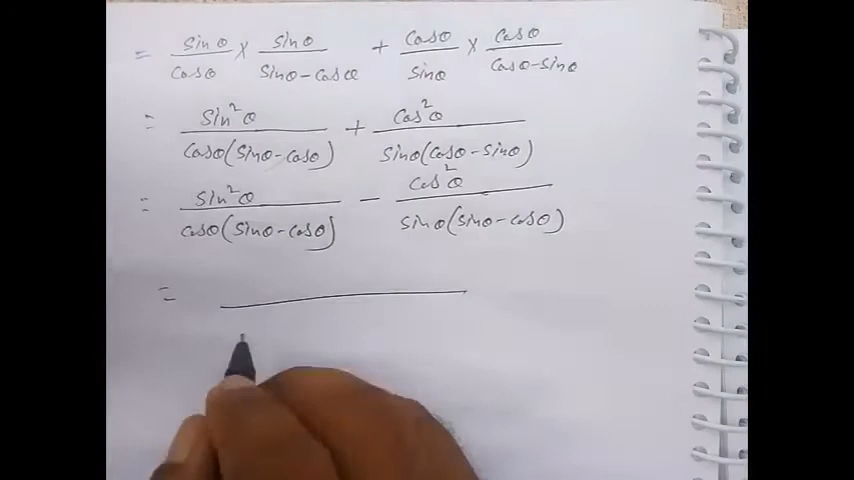 = sinθ/cosθ × sinθ/(sinθ-cosθ) + cosθ/sinθ × cosθ/(cosθ-sinθ)
= sin²θ/cosθ(sinθ-cosθ) + cos²θ/sinθ(cosθ-sinθ)
= sin²θ/cosθ(sinθ-cosθ) - cos²θ/sinθ(sinθ-cosθ)
=